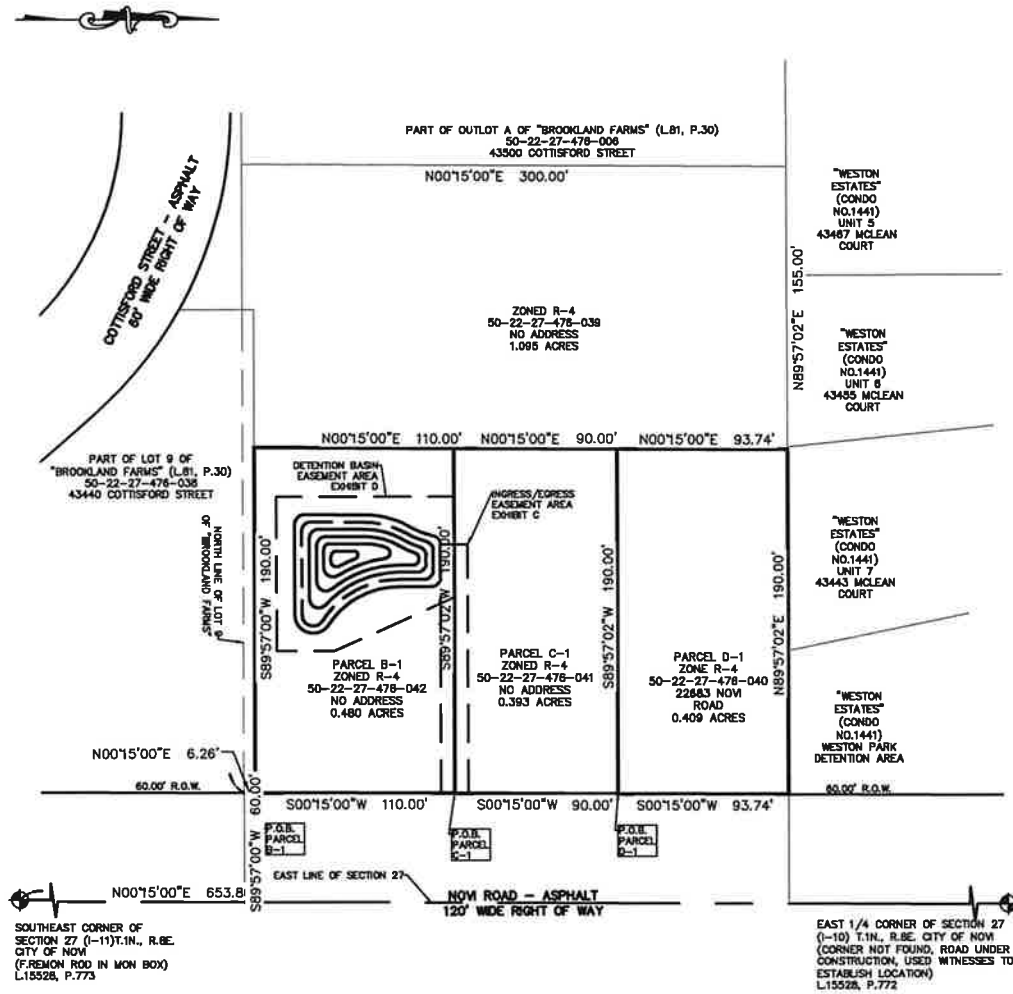 PART OF OUTLOT A OF "BROOKLAND FARMS" (L.81, P.30)
50-22-27-476-006
43500 COTTISFORD STREET
N00°15'00"E 300.00'
COTTISFORD STREET - ASPHALT
60' WIDE RIGHT OF WAY
"WESTON
ESTATES"
(CONDO
NO.1441)
UNIT 5
43467 MCLEAN
COURT
N89°57'02"E 155.00'
ZONED R-4
50-22-27-476-039
NO ADDRESS
1.095 ACRES
"WESTON
ESTATES"
(CONDO
NO.1441)
UNIT 6
43455 MCLEAN
COURT
N00°15'00"E 110.00'
N00°15'00"E 90.00'
N00°15'00"E 93.74'
PART OF LOT 9 OF
"BROOKLAND FARMS" (L.81, P.30)
50-22-27-476-038
43440 COTTISFORD STREET
DETENTION BASIN
EASEMENT AREA
EXHIBIT D
INGRESS/EGRESS
EASEMENT AREA
EXHIBIT C
NORTH LINE OF LOT 9
OF "BROOKLAND FARMS"
S89°57'00"W 190.00'
S89°57'02"W 190.00'
S89°57'02"W 190.00'
N89°57'02"E 190.00'
"WESTON
ESTATES"
(CONDO
NO.1441)
UNIT 7
43443 MCLEAN
COURT
PARCEL B-1
ZONED R-4
50-22-27-476-042
NO ADDRESS
0.480 ACRES
PARCEL C-1
ZONED R-4
50-22-27-476-041
NO ADDRESS
0.393 ACRES
PARCEL D-1
ZONE R-4
50-22-27-476-040
22683 NOVI
ROAD
0.409 ACRES
"WESTON
ESTATES"
(CONDO
NO.1441)
WESTON PARK
DETENTION AREA
N00°15'00"E 6.26'
60.00' R.O.W.
60.00' R.O.W.
S00°15'00"W 110.00'
S00°15'00"W 90.00'
S00°15'00"W 93.74'
S89°57'00"W 60.00'
P.O.B.
PARCEL
B-1
P.O.B.
PARCEL
C-1
P.O.B.
PARCEL
D-1
EAST LINE OF SECTION 27
N00°15'00"E 653.8
NOVI ROAD - ASPHALT
120' WIDE RIGHT OF WAY
SOUTHEAST CORNER OF
SECTION 27 (I-11)T.1N., R.8E.
CITY OF NOVI
(F.REMON ROD IN MON BOX)
L.15528, P.773
EAST 1/4 CORNER OF SECTION 27
(I-10) T.1N., R.8E. CITY OF NOVI
(CORNER NOT FOUND, ROAD UNDER
CONSTRUCTION, USED WITNESSES TO
ESTABLISH LOCATION)
L.15528, P.772